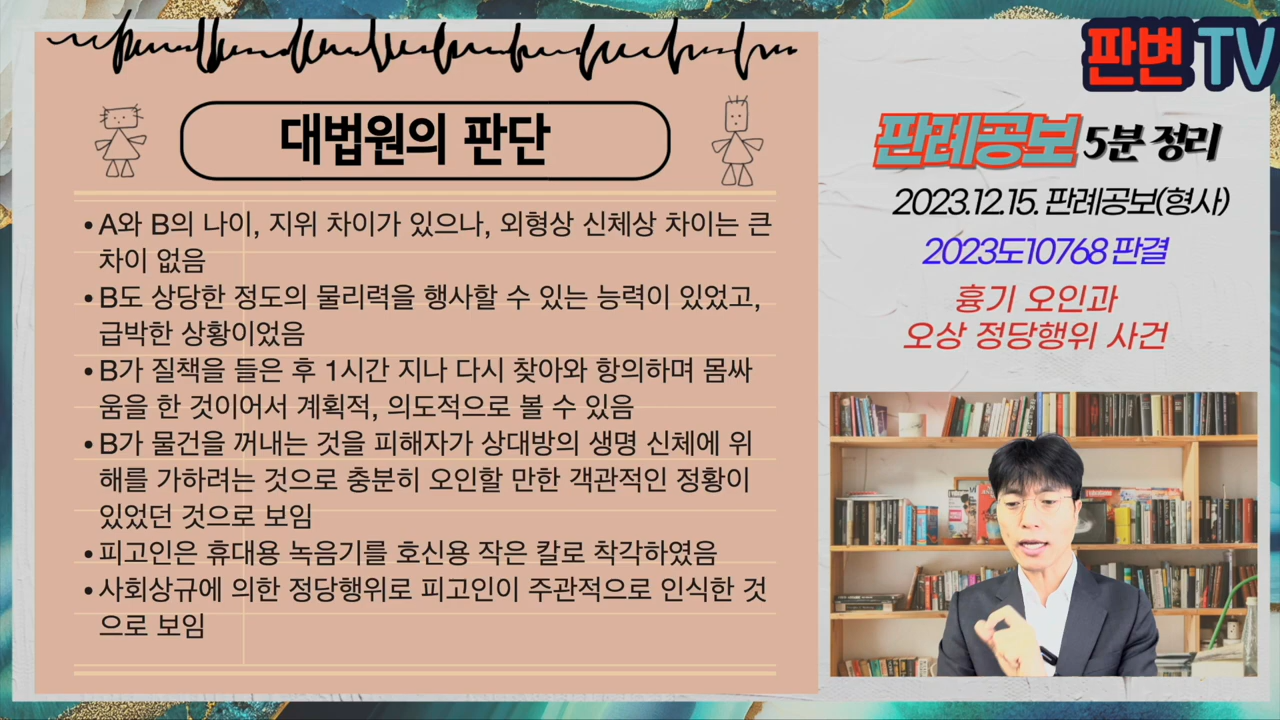 판변 TV
대법원의 판단
• A와 B의 나이, 지위 차이가 있으나, 외형상 신체상 차이는 큰
차이 없음
• B도 상당한 정도의 물리력을 행사할 수 있는 능력이 있었고,
급박한 상황이었음
• B가 질책을 들은 후 1시간 지나 다시 찾아와 항의하며 몸싸
움을 한 것이어서 계획적, 의도적으로 볼 수 있음
• B가 물건을 꺼내는 것을 피해자가 상대방의 생명 신체에 위
해를 가하려는 것으로 충분히 오인할 만한 객관적인 정황이
있었던 것으로 보임
• 피고인은 휴대용 녹음기를 호신용 작은 칼로 착각하였음
• 사회상규에 의한 정당행위로 피고인이 주관적으로 인식한 것
으로 보임
판례공보 5분 정리
2023.12.15. 판례공보(형사)
2023도10768 판결
흉기 오인과
오상 정당행위 사건